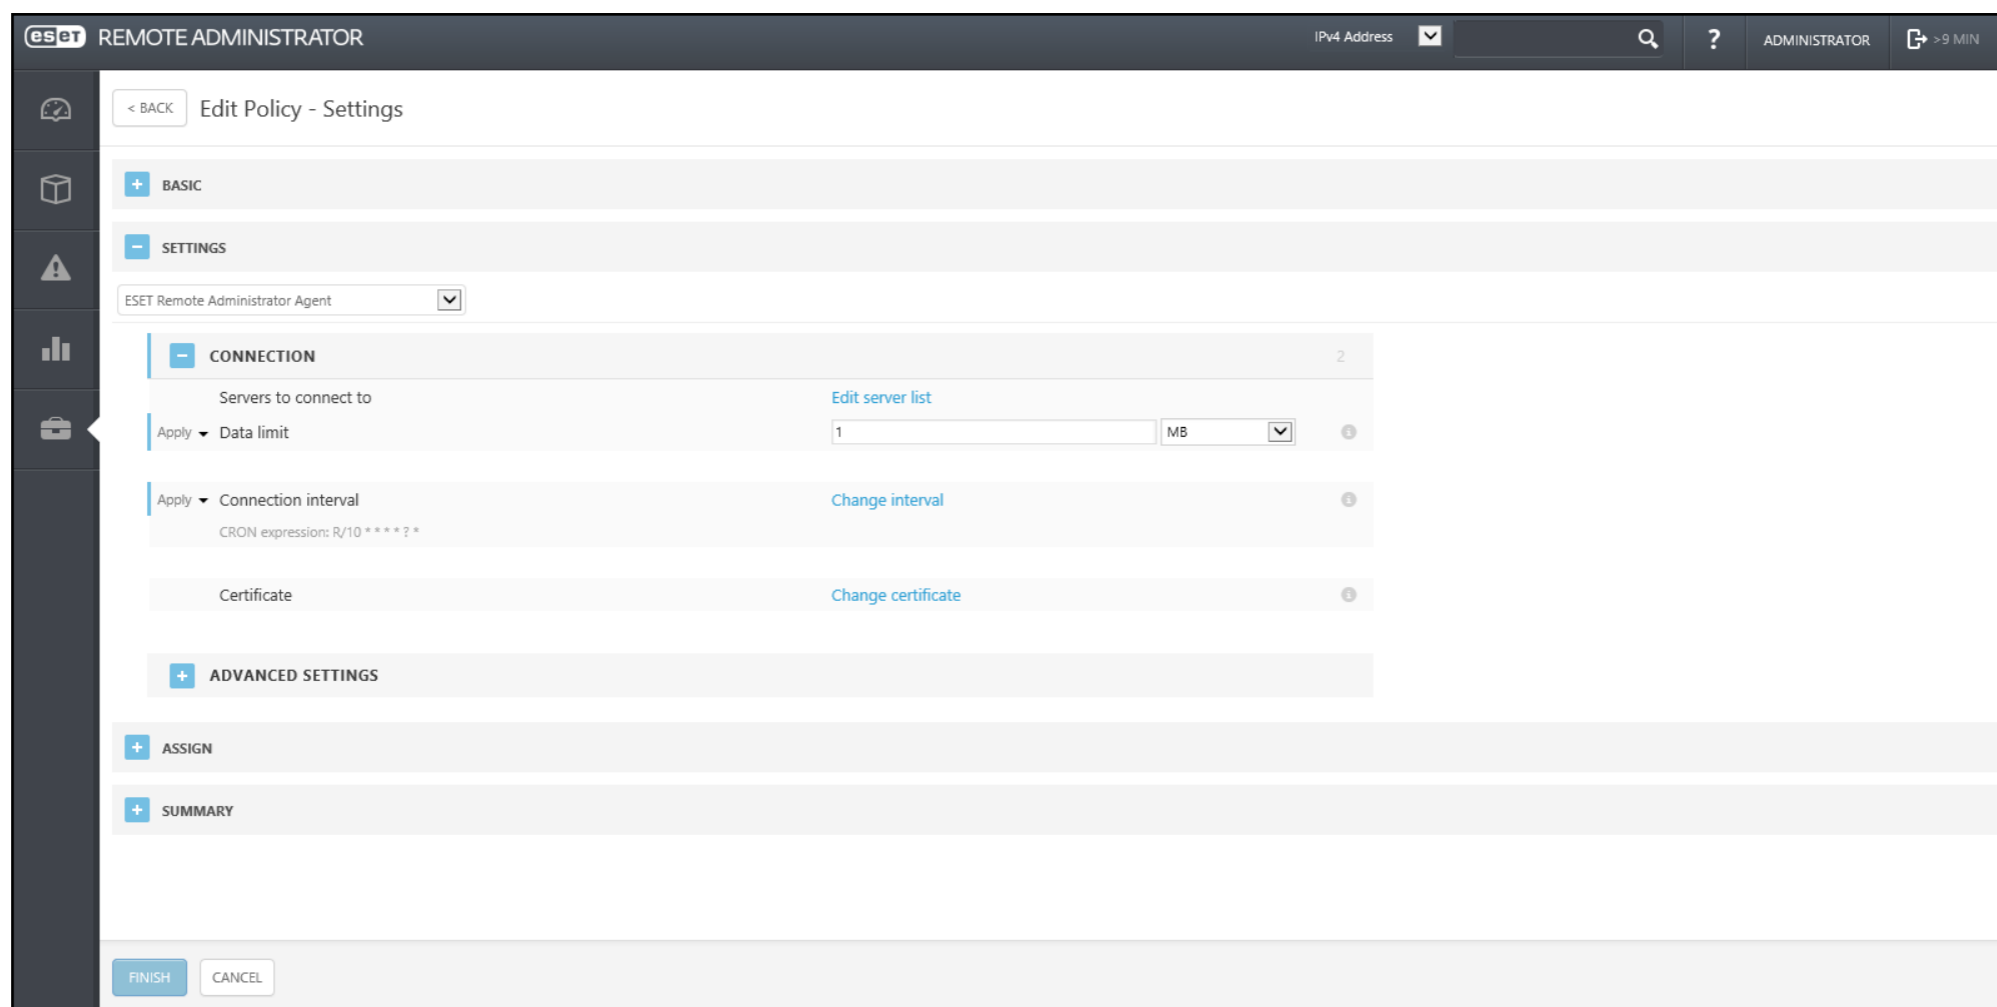 eset REMOTE ADMINISTRATOR IPv4 Address ? ADMINISTRATOR >9 MIN
< BACK Edit Policy - Settings
+ BASIC
− SETTINGS
ESET Remote Administrator Agent
− CONNECTION 2
Servers to connect to Edit server list
Apply Data limit 1 MB
Apply Connection interval Change interval
CRON expression: R/10 * * * * ? *
Certificate Change certificate
+ ADVANCED SETTINGS
+ ASSIGN
+ SUMMARY
FINISH CANCEL